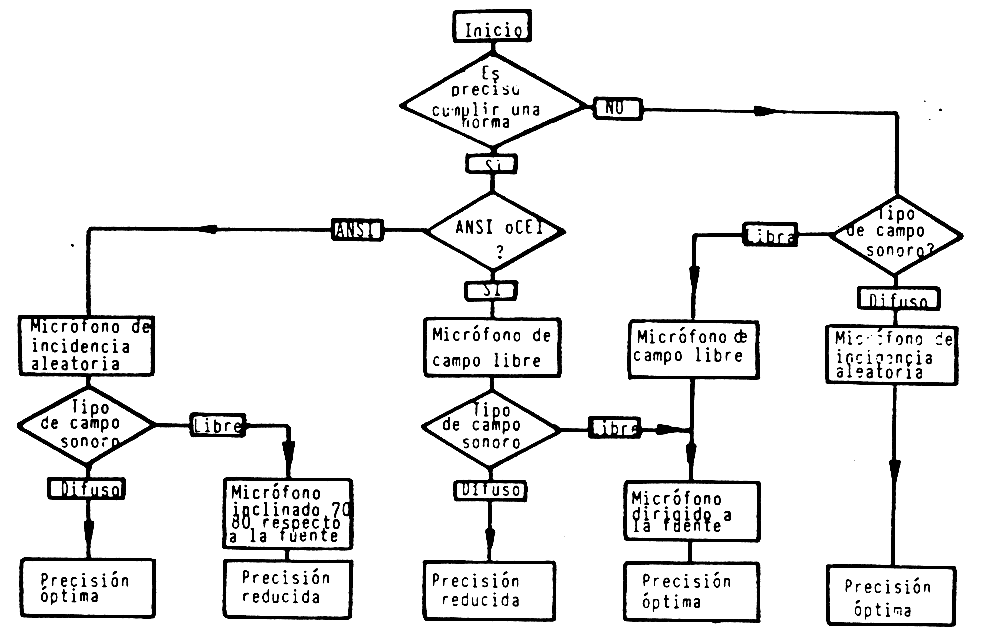 Inicio
Es
preciso
cumplir una
norma
NO
Si
ANSI oCEI
?
ANSI
SI
Tipo
de campo
sonoro?
Libra
Difuso
Micrófono de
incidencia
aleatoria
Micrófono de
campo libre
Micrófono de
campo libre
Micrófono de
incidencia
aleatoria
Tipo
de campo
sonoro
Libre
Difuso
Tipo
de campo
sonoro
Libre
Difuso
Micrófono
inclinado 70
80 respecto
a la fuente
Micrófono
dirigido a
la fuente
Precisión
óptima
Precisión
reducida
Precisión
reducida
Precisión
óptima
Precisión
óptima